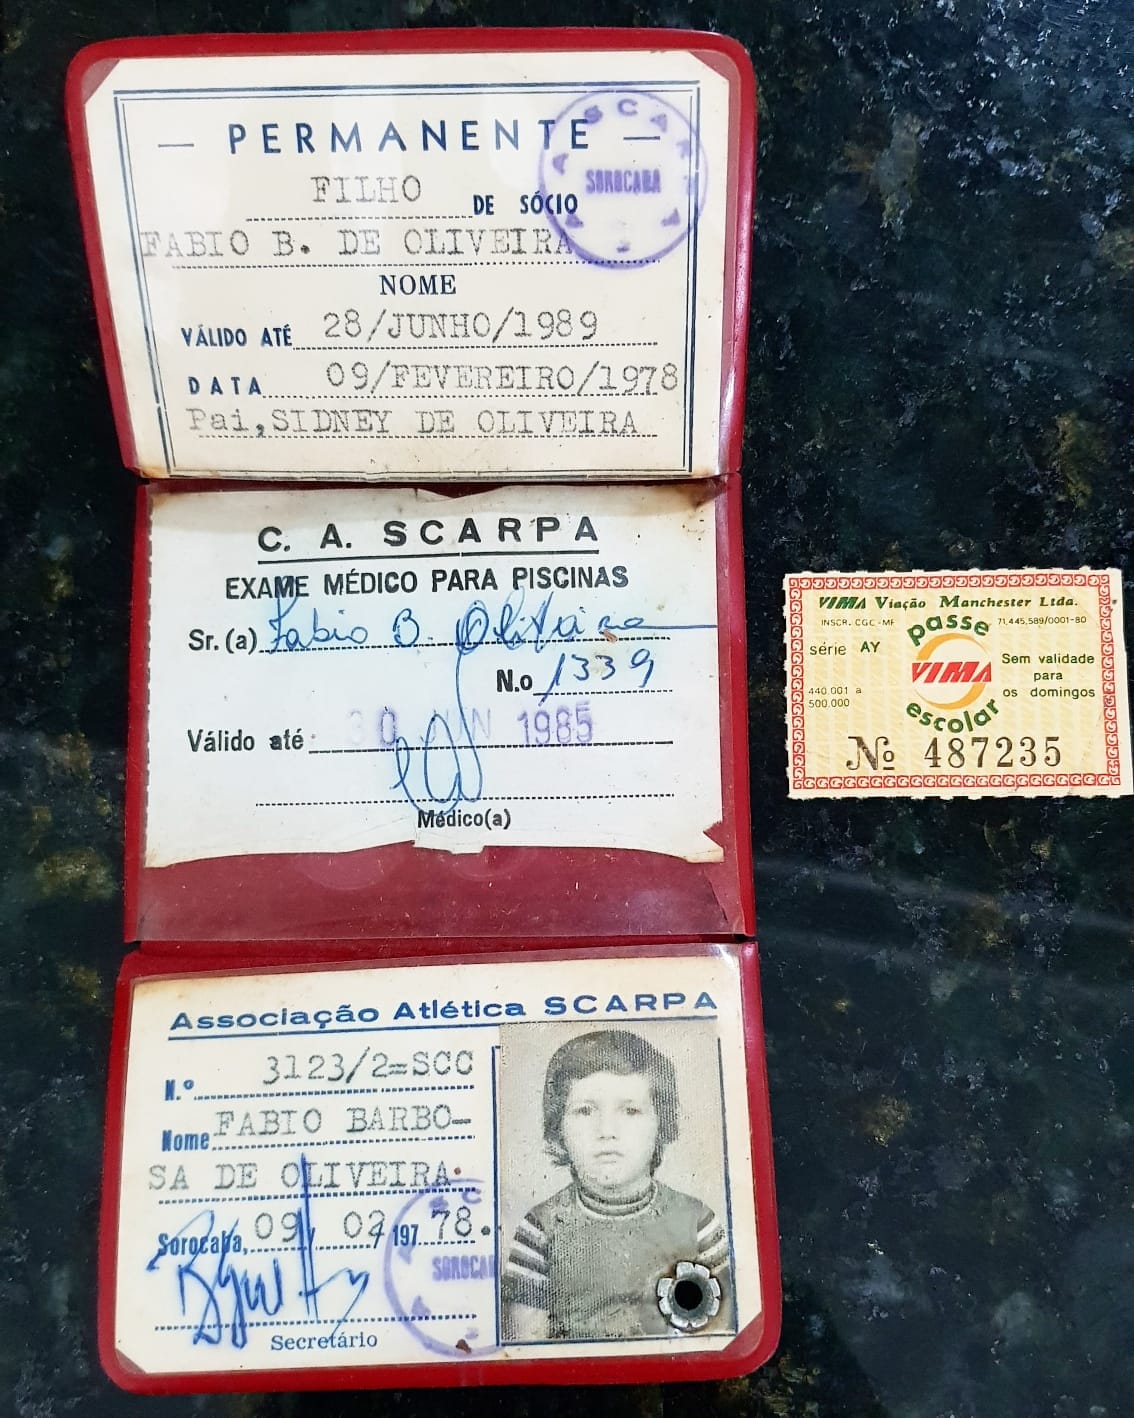 — PERMANENTE —
FILHO DE SÓCIO
FABIO B. DE OLIVEIRA
NOME
VÁLIDO ATÉ 28/JUNHO/1989
DATA 09/FEVEREIRO/1978
Pai, SIDNEY DE OLIVEIRA
SCARPA
SOROCABA
C. A. SCARPA
EXAME MÉDICO PARA PISCINAS
Sr.(a) Fabio B. Oliveira
N.o 1339
Válido até 30 JUN 1985
Médico(a)
Associação Atlética SCARPA
N.º 3123/2=SCC
Nome FABIO BARBO-
SA DE OLIVEIRA.
Sorocaba, 09/ 02/ 197 78.
Secretário
SOROCABA
VIMA Viação Manchester Ltda.
INSCR. CGC-MF 71.445.589/0001-80
passe
série AY
VIMA
Sem validade
para
os domingos
440.001 a
500.000
escolar
Nº 487235